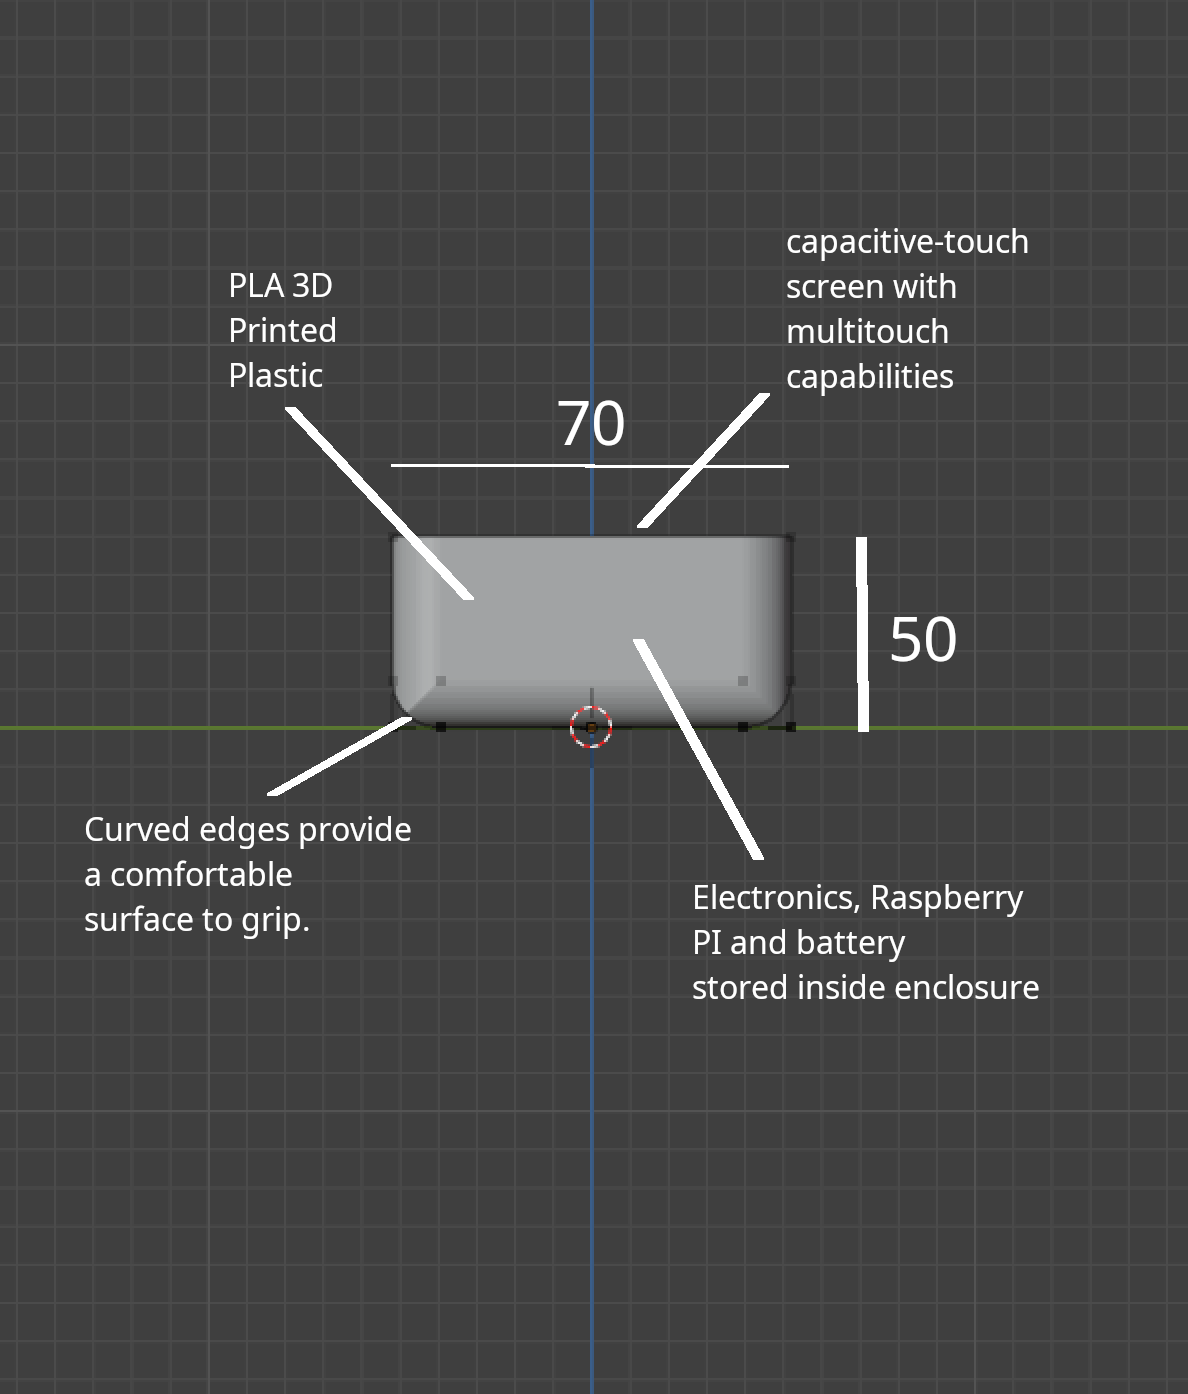 capacitive-touch
screen with
multitouch
capabilities
PLA 3D
Printed
Plastic
70
50
Curved edges provide
a comfortable
surface to grip.
Electronics, Raspberry
PI and battery
stored inside enclosure